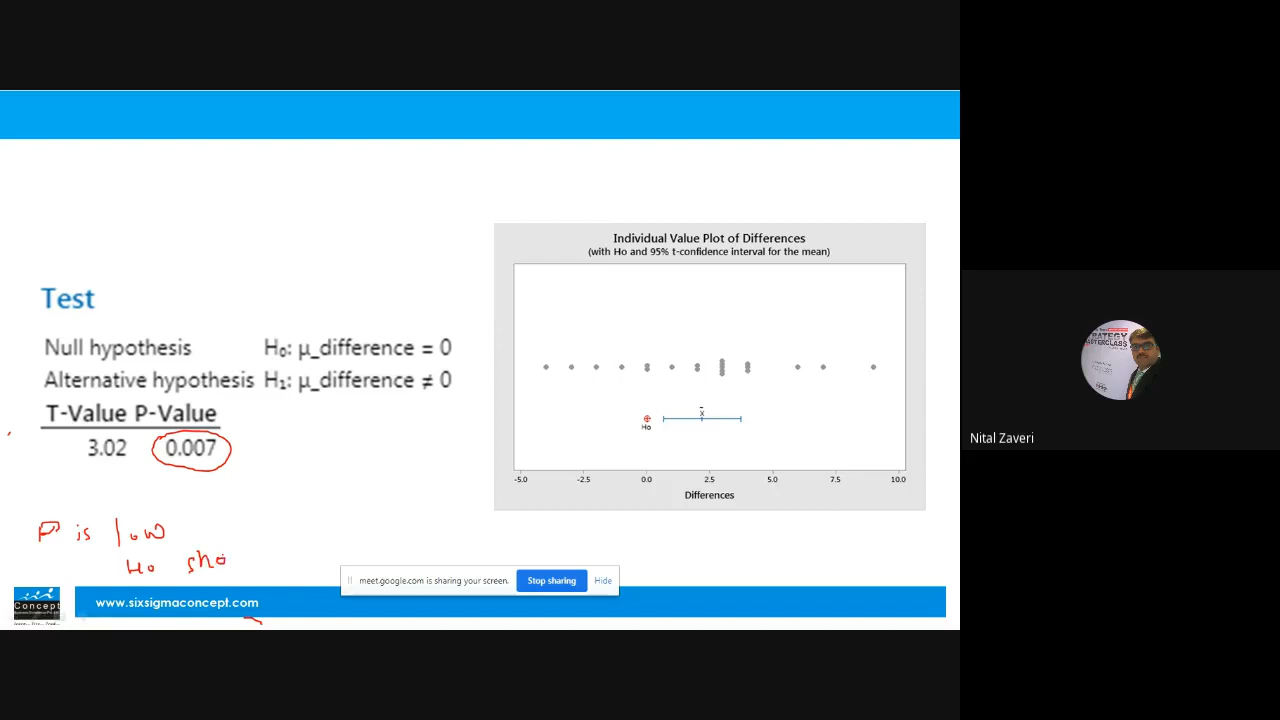 Individual Value Plot of Differences
(with Ho and 95% t-confidence interval for the mean)
Test
Null hypothesis H₀: μ_difference = 0
Alternative hypothesis H₁: μ_difference ≠ 0
T-Value P-Value
3.02 0.007
x̄
Ho
-5.0 -2.5 0.0 2.5 5.0 7.5 10.0
Differences
P is low
Ho sho
meet.google.com is sharing your screen. Stop sharing Hide
Concept
www.sixsigmaconcept.com
Nital Zaveri